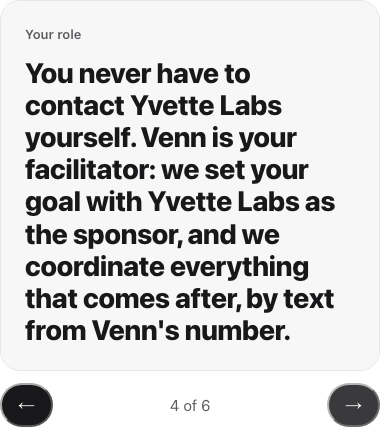 Your role
You never have to
contact Yvette Labs
yourself. Venn is your
facilitator: we set your
goal with Yvette Labs as
the sponsor, and we
coordinate everything
that comes after, by text
from Venn's number.
← 4 of 6 →